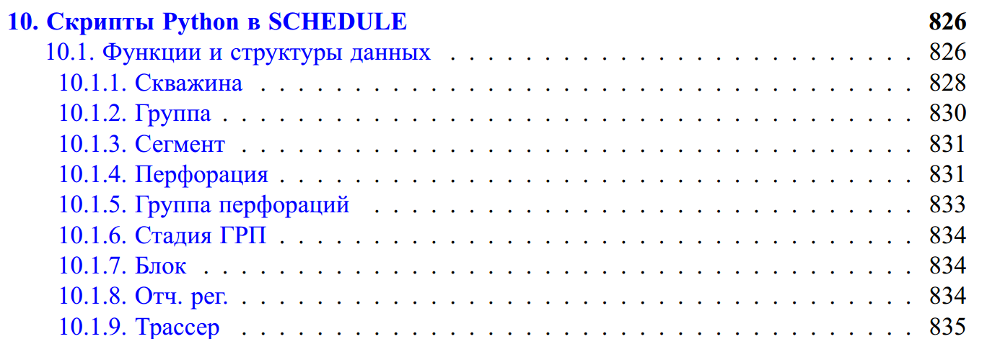 10. Скрипты Python в SCHEDULE 826
10.1. Функции и структуры данных . . . . . . . . . . . . . . . . . . . . . . . . . 826
10.1.1. Скважина . . . . . . . . . . . . . . . . . . . . . . . . . . . . . . . . . . . 828
10.1.2. Группа . . . . . . . . . . . . . . . . . . . . . . . . . . . . . . . . . . . . . 830
10.1.3. Сегмент . . . . . . . . . . . . . . . . . . . . . . . . . . . . . . . . . . . . 831
10.1.4. Перфорация . . . . . . . . . . . . . . . . . . . . . . . . . . . . . . . . . . 831
10.1.5. Группа перфораций . . . . . . . . . . . . . . . . . . . . . . . . . . . . . 833
10.1.6. Стадия ГРП . . . . . . . . . . . . . . . . . . . . . . . . . . . . . . . . . . 834
10.1.7. Блок . . . . . . . . . . . . . . . . . . . . . . . . . . . . . . . . . . . . . . 834
10.1.8. Отч. рег. . . . . . . . . . . . . . . . . . . . . . . . . . . . . . . . . . . . . 834
10.1.9. Трассер . . . . . . . . . . . . . . . . . . . . . . . . . . . . . . . . . . . . 835